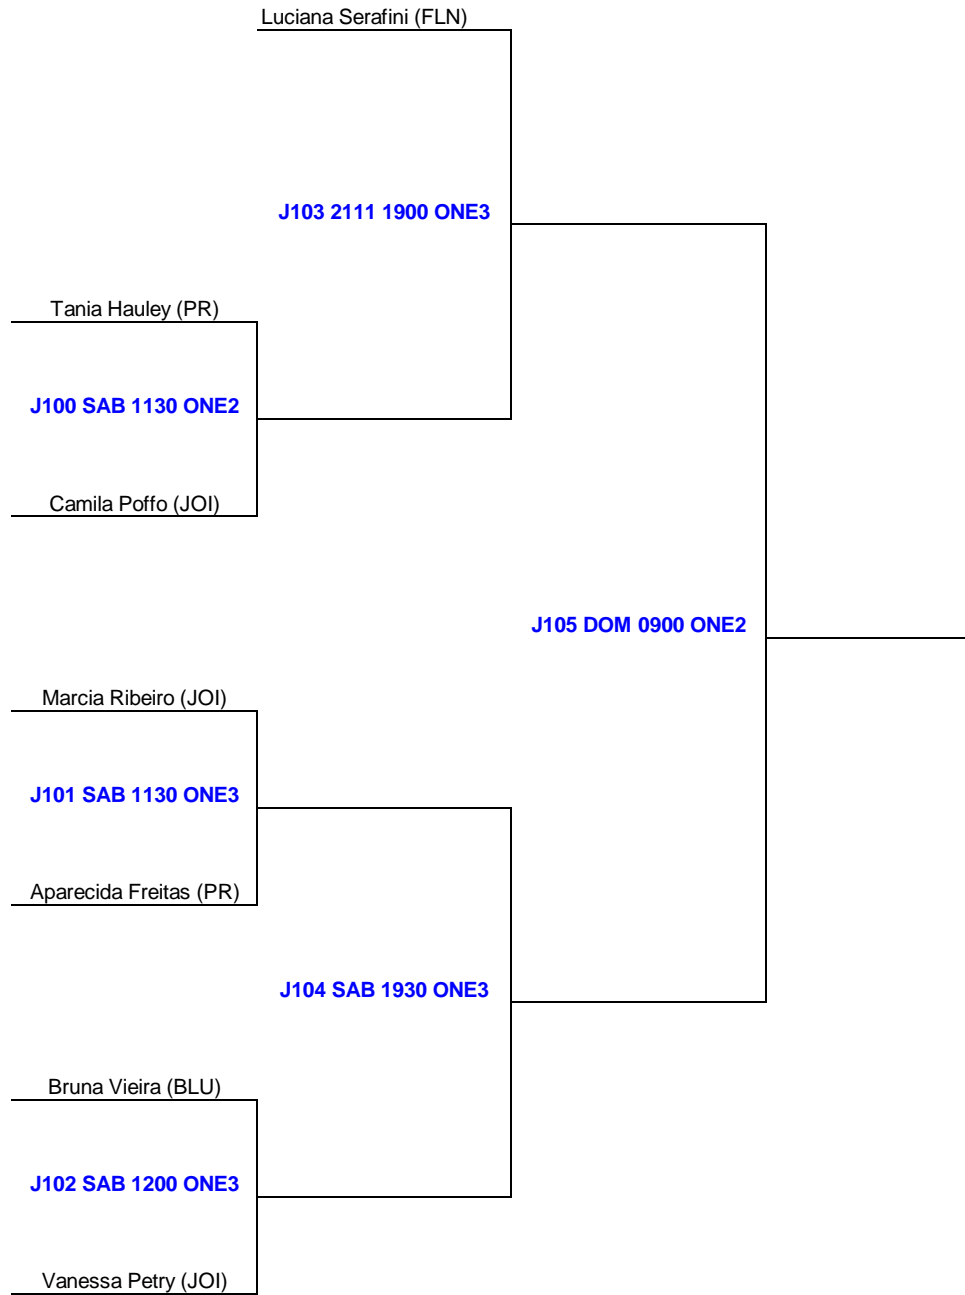 Luciana Serafini (FLN)
J103 2111 1900 ONE3
Tania Hauley (PR)
J100 SAB 1130 ONE2
Camila Poffo (JOI)
J105 DOM 0900 ONE2
Marcia Ribeiro (JOI)
J101 SAB 1130 ONE3
Aparecida Freitas (PR)
J104 SAB 1930 ONE3
Bruna Vieira (BLU)
J102 SAB 1200 ONE3
Vanessa Petry (JOI)